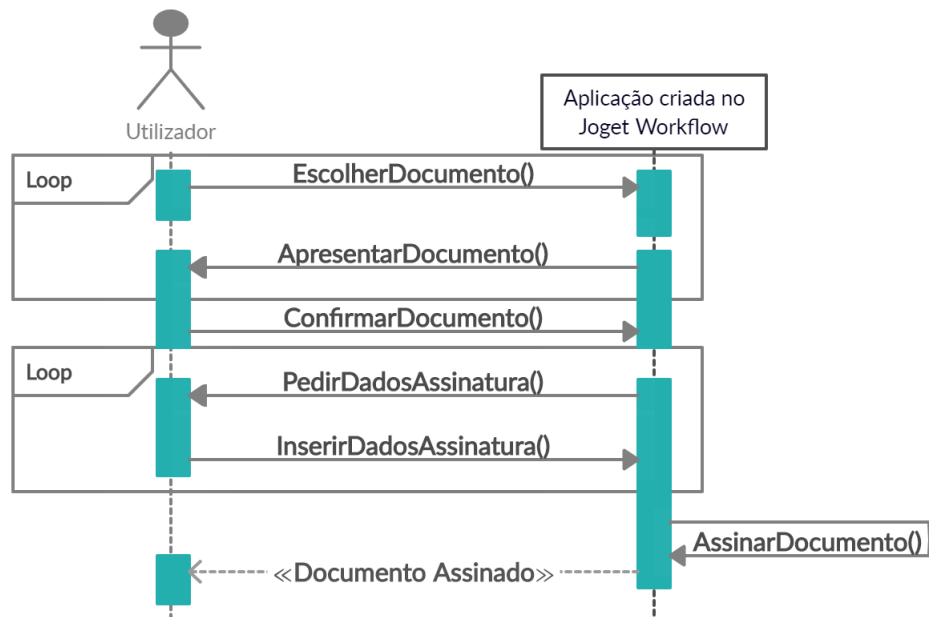 Aplicação criada no
Joget Workflow
Utilizador
Loop
EscolherDocumento()
ApresentarDocumento()
ConfirmarDocumento()
Loop
PedirDadosAssinatura()
InserirDadosAssinatura()
AssinarDocumento()
«Documento Assinado»